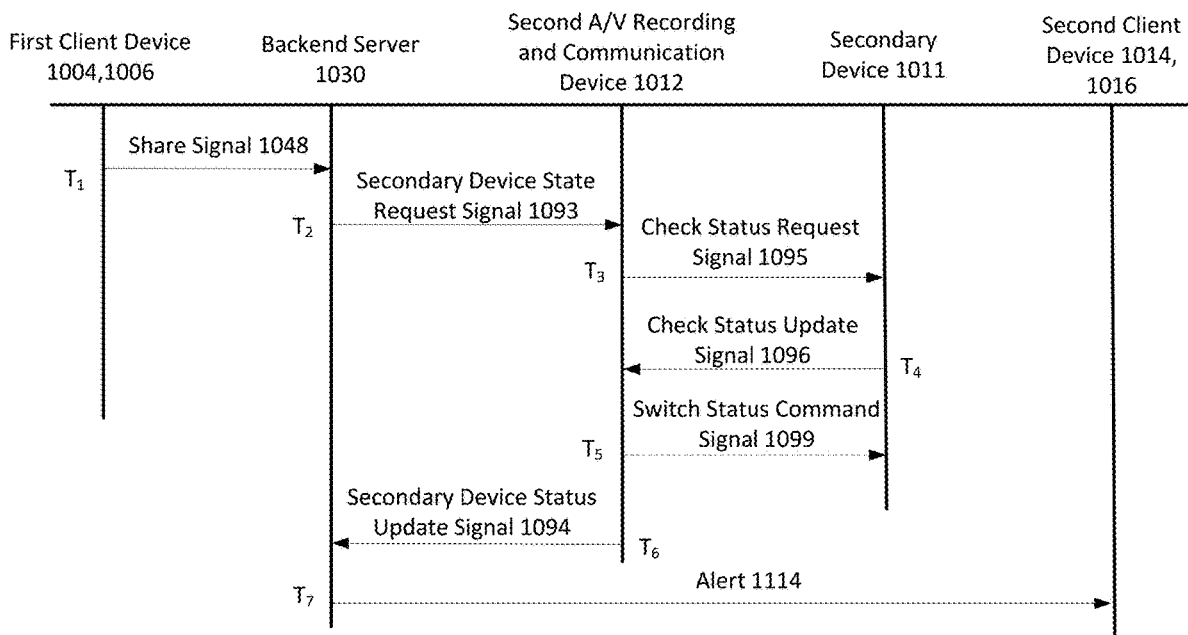 First Client Device
1004,1006
Backend Server
1030
Second A/V Recording
and Communication
Device 1012
Secondary
Device 1011
Second Client
Device 1014,
1016
Share Signal 1048
T1
Secondary Device State
Request Signal 1093
T2
Check Status Request
Signal 1095
T3
Check Status Update
Signal 1096
T4
Switch Status Command
Signal 1099
T5
Secondary Device Status
Update Signal 1094
T6
Alert 1114
T7